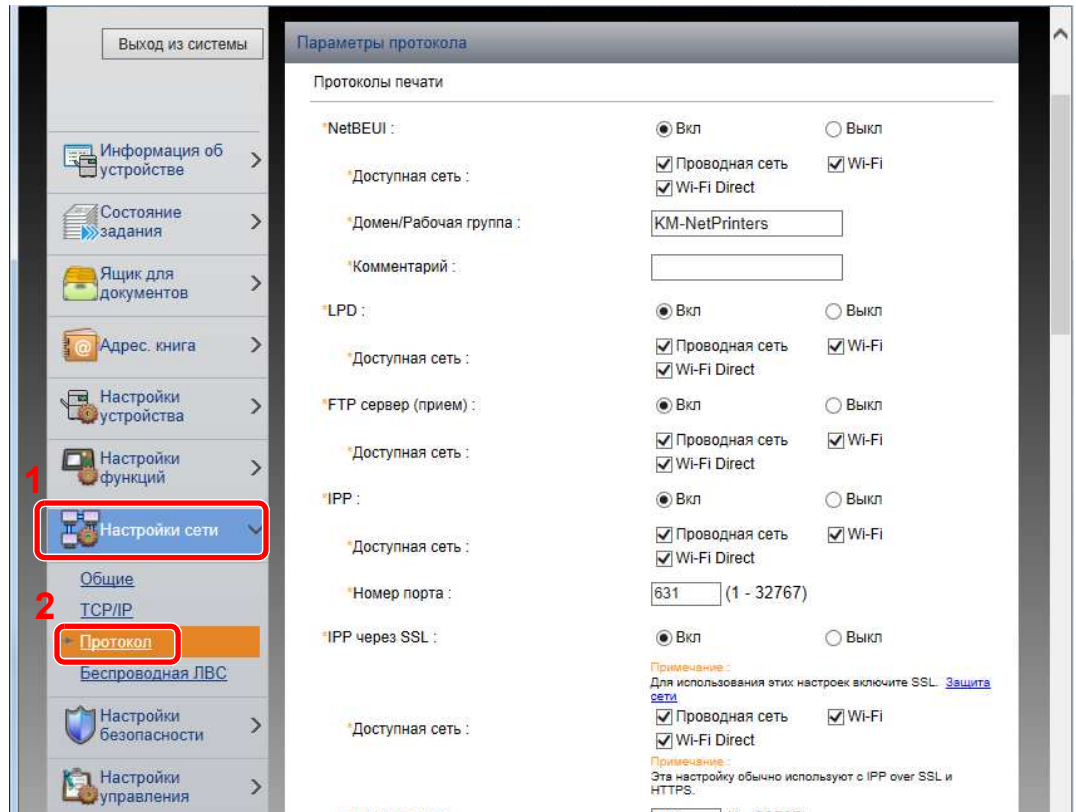 Выход из системы
Информация об
устройстве
Состояние
задания
Ящик для
документов
Адрес. книга
Настройки
устройства
Настройки
функций
1
Настройки сети
Общие
2
TCP/IP
Протокол
Беспроводная ЛВС
Настройки
безопасности
Настройки
управления
Параметры протокола
Протоколы печати
*NetBEUI : Вкл Выкл
*Доступная сеть : Проводная сеть Wi-Fi
Wi-Fi Direct
*Домен/Рабочая группа : KM-NetPrinters
*Комментарий :
*LPD : Вкл Выкл
*Доступная сеть : Проводная сеть Wi-Fi
Wi-Fi Direct
*FTP сервер (прием) : Вкл Выкл
*Доступная сеть : Проводная сеть Wi-Fi
Wi-Fi Direct
*IPP : Вкл Выкл
*Доступная сеть : Проводная сеть Wi-Fi
Wi-Fi Direct
*Номер порта : 631 (1 - 32767)
*IPP через SSL : Вкл Выкл
Примечание :
Для использования этих настроек включите SSL. Защита
сети
*Доступная сеть : Проводная сеть Wi-Fi
Wi-Fi Direct
Примечание :
Эта настройку обычно используют с IPP over SSL и
HTTPS.